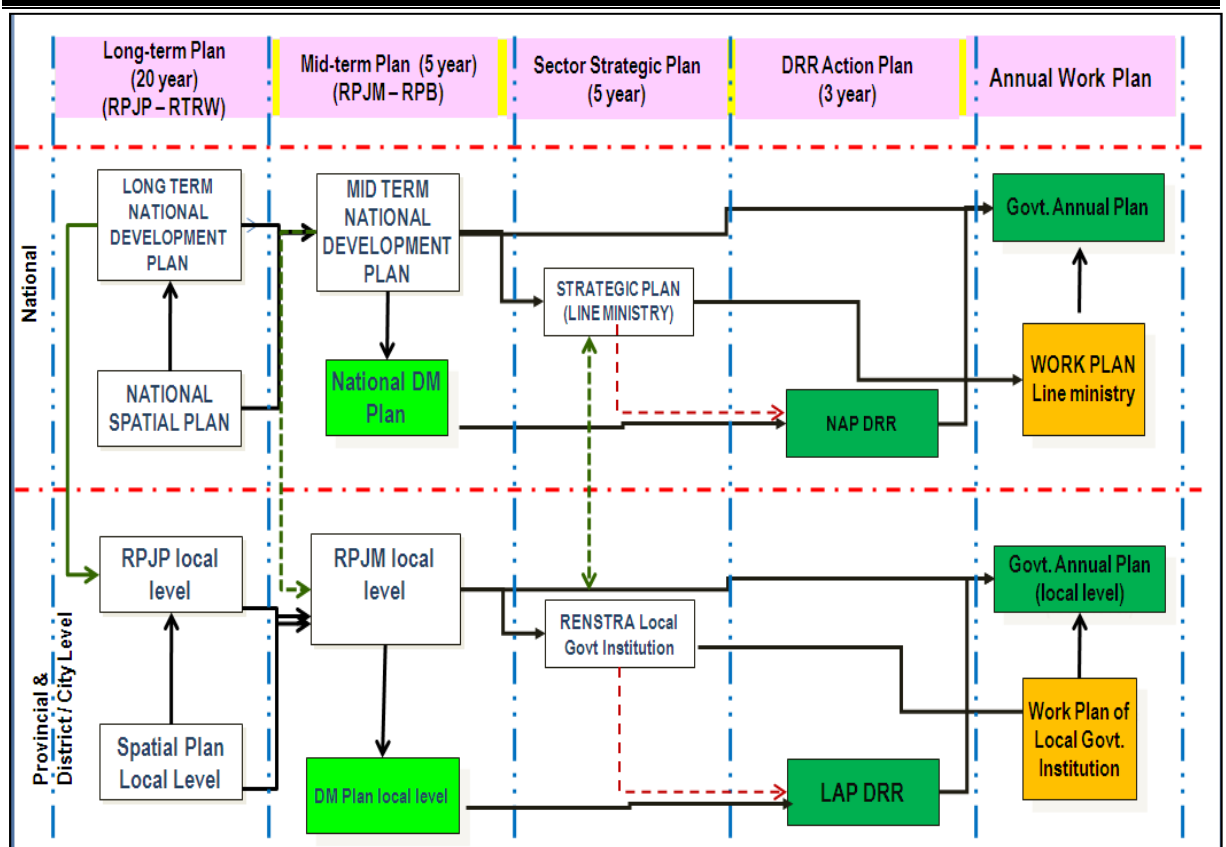 Long-term Plan
(20 year)
(RPJP – RTRW)
Mid-term Plan (5 year)
(RPJM – RPB)
Sector Strategic Plan
(5 year)
DRR Action Plan
(3 year)
Annual Work Plan
National
LONG TERM
NATIONAL
DEVELOPMENT
PLAN
MID TERM
NATIONAL
DEVELOPMENT
PLAN
STRATEGIC PLAN
(LINE MINISTRY)
Govt. Annual Plan
NATIONAL
SPATIAL PLAN
National DM
Plan
NAP DRR
WORK PLAN
Line ministry
Provincial &
District / City Level
RPJP local
level
RPJM local
level
RENSTRA Local
Govt Institution
Govt. Annual Plan
(local level)
Spatial Plan
Local Level
DM Plan local level
LAP DRR
Work Plan of
Local Govt.
Institution